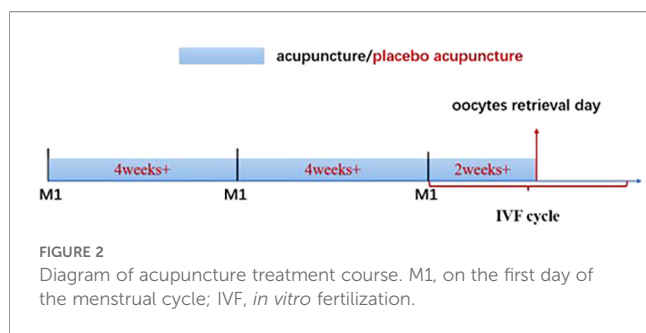 acupuncture/placebo acupuncture
oocytes retrieval day
4weeks+ 4weeks+ 2weeks+
M1 M1 M1
IVF cycle
FIGURE 2
Diagram of acupuncture treatment course. M1, on the first day of
the menstrual cycle; IVF, in vitro fertilization.